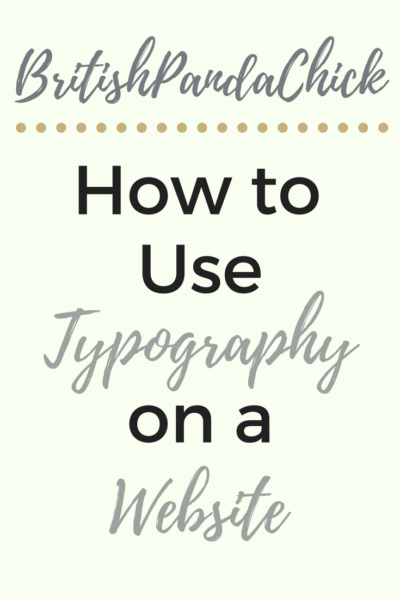 BritishPandaChick
How to
Use
Typography
on a
Website